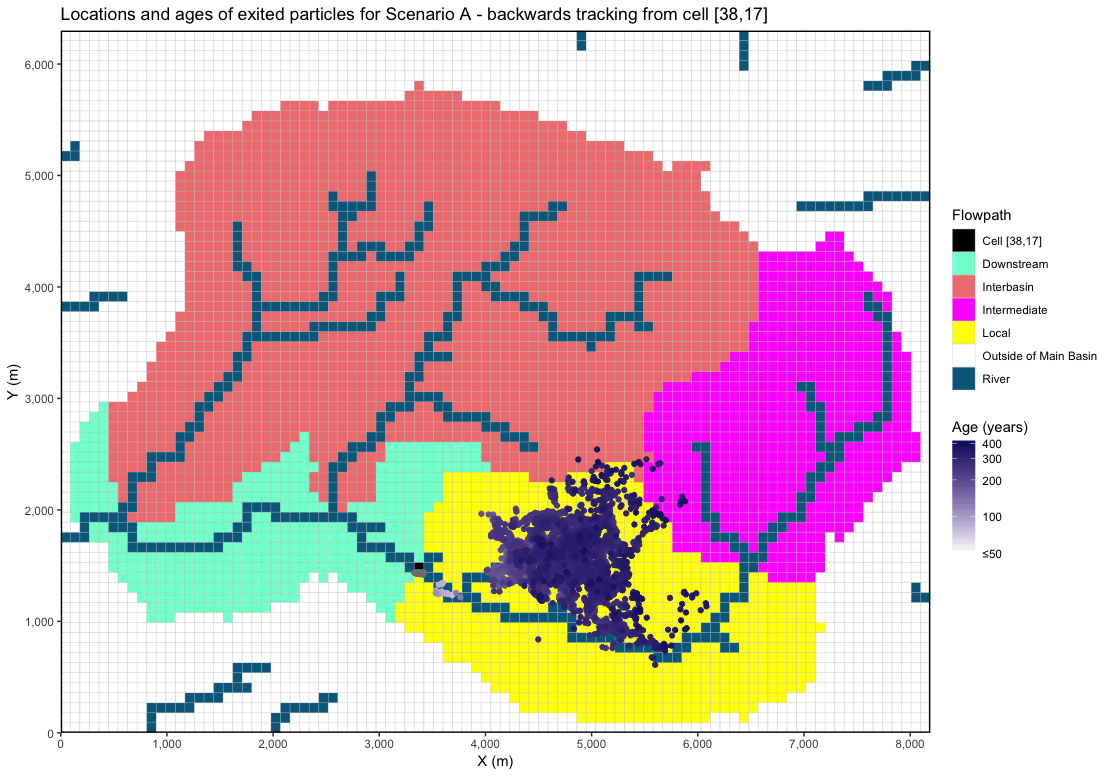 Locations and ages of exited particles for Scenario A - backwards tracking from cell [38,17]
6,000
5,000
4,000
3,000
2,000
1,000
0
Y (m)
0 1,000 2,000 3,000 4,000 5,000 6,000 7,000 8,000
X (m)
Flowpath
Cell [38,17]
Downstream
Interbasin
Intermediate
Local
Outside of Main Basin
River
Age (years)
400
300
200
100
≤50